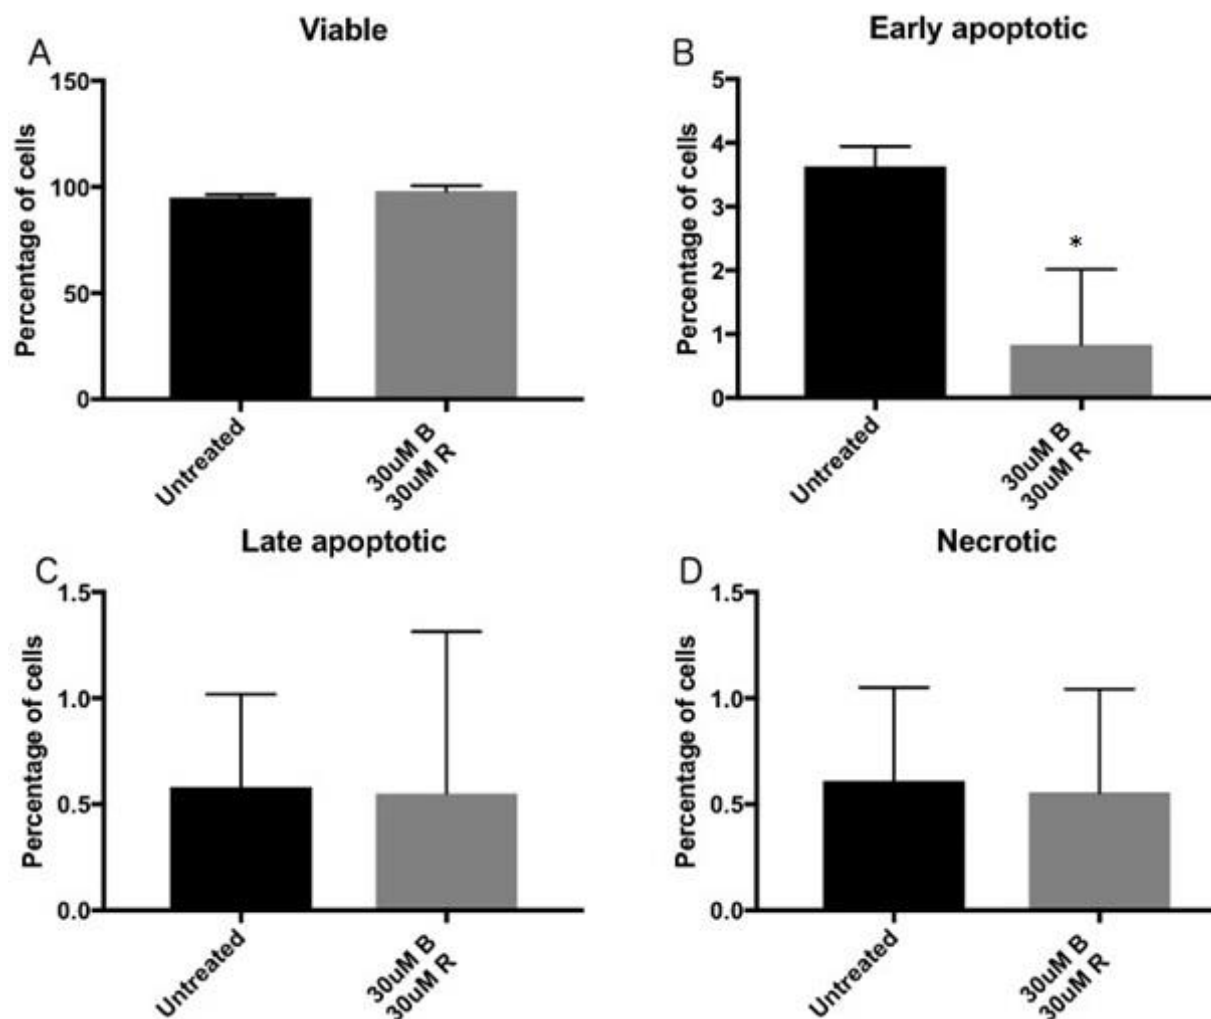 A
Viable
150
100
50
0
Percentage of cells
Untreated
30uM B
30uM R
B
Early apoptotic
5
4
3
2
1
0
Percentage of cells
*
Untreated
30uM B
30uM R
C
Late apoptotic
1.5
1.0
0.5
0.0
Percentage of cells
Untreated
30uM B
30uM R
D
Necrotic
1.5
1.0
0.5
0.0
Percentage of cells
Untreated
30uM B
30uM R